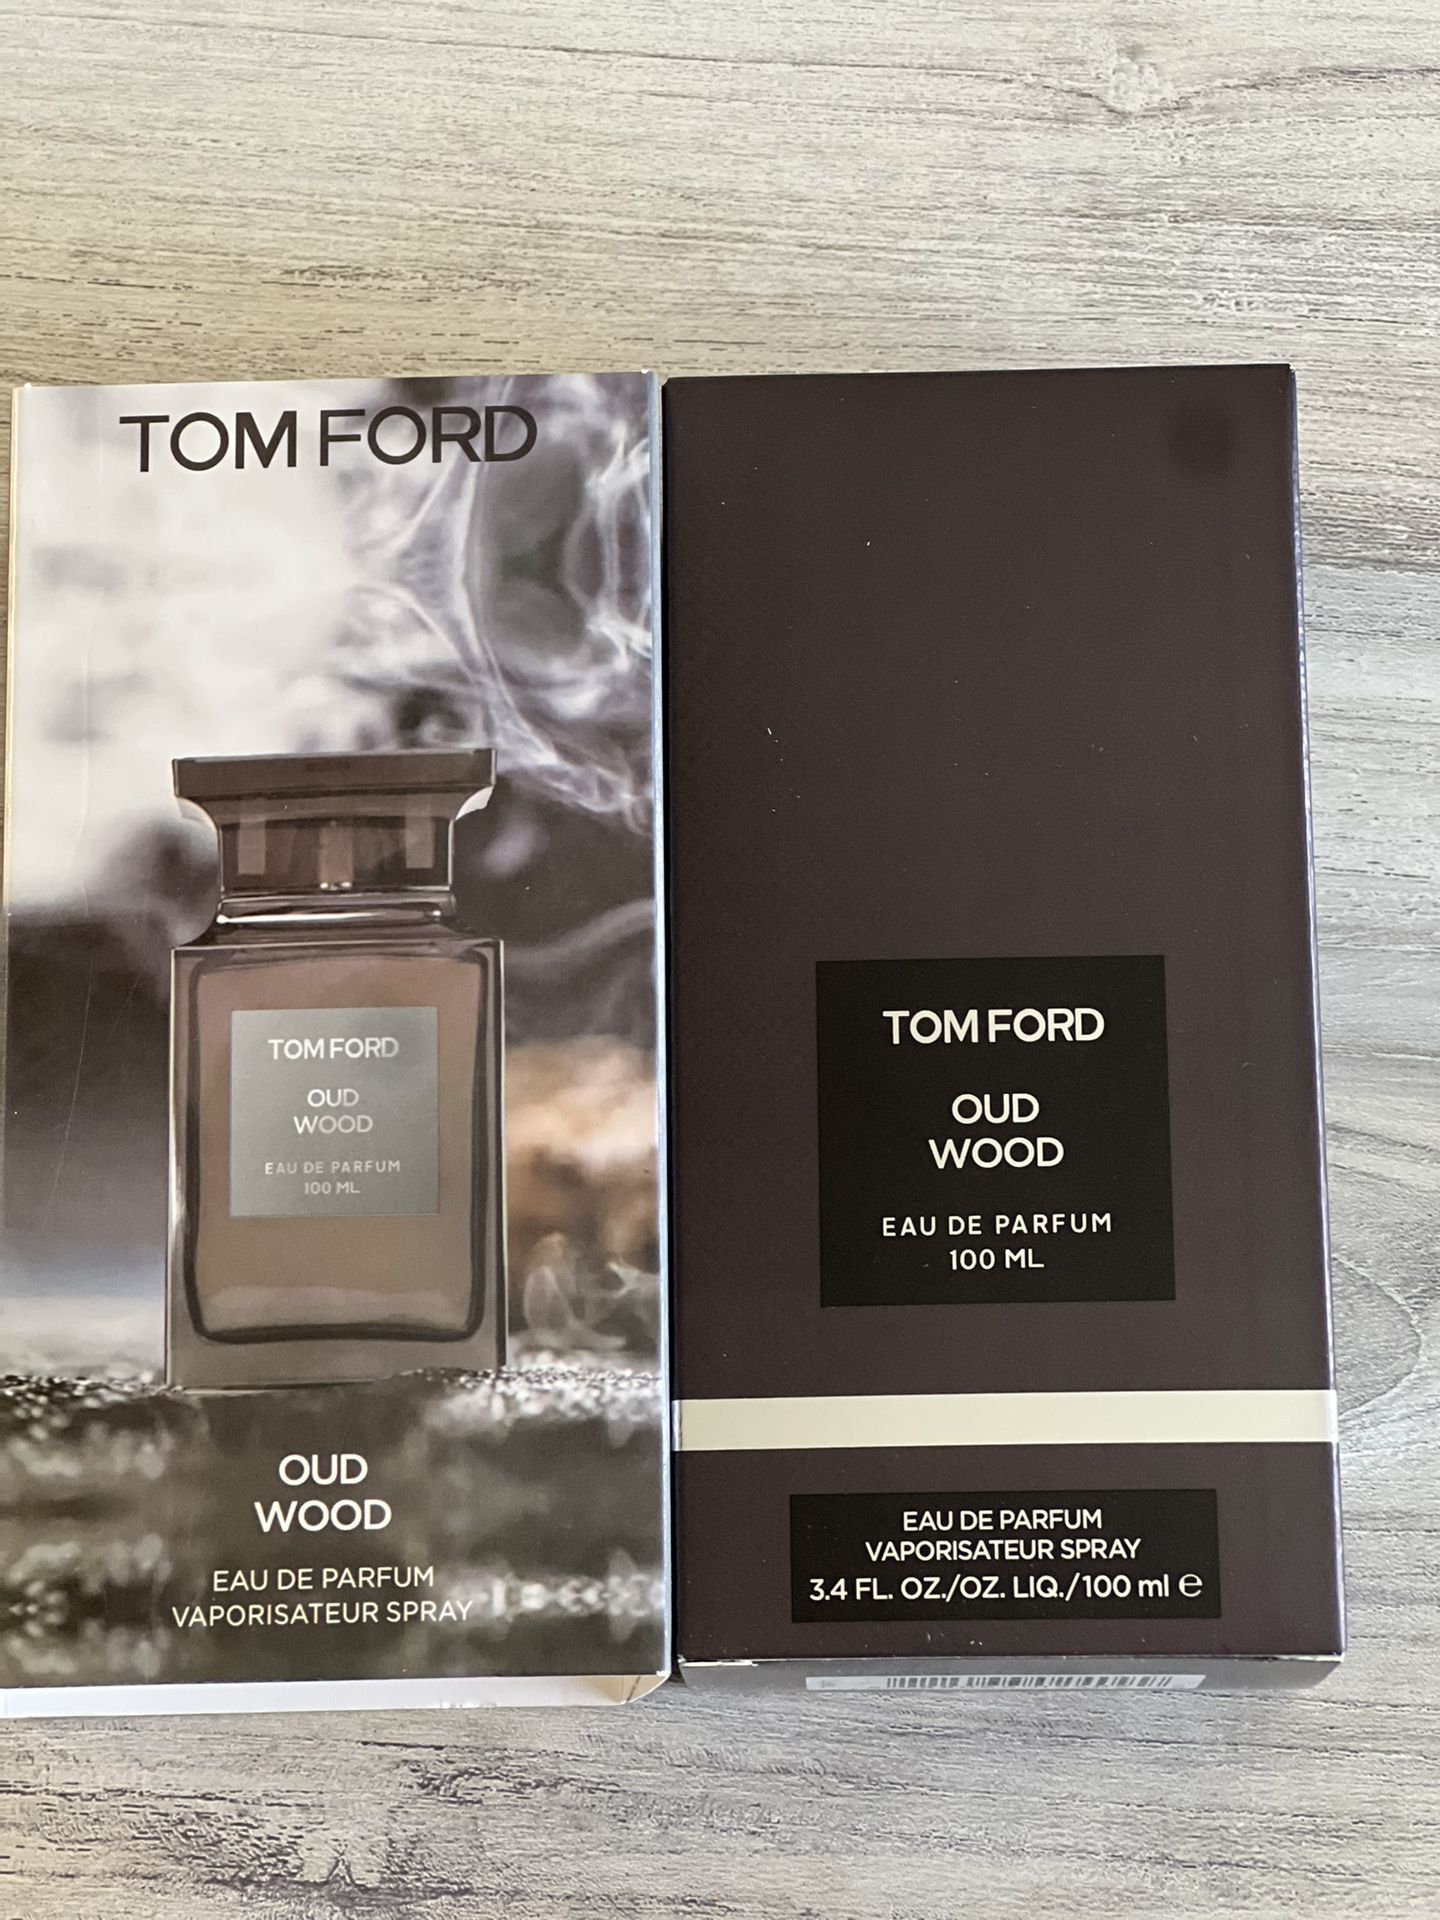 TOM FORD
TOM FORD
OUD
WOOD
EAU DE PARFUM
100 ML
OUD
WOOD
EAU DE PARFUM
VAPORISATEUR SPRAY
TOM FORD
OUD
WOOD
EAU DE PARFUM
100 ML
EAU DE PARFUM
VAPORISATEUR SPRAY
3.4 FL. OZ./OZ. LIQ./100 ml ℮